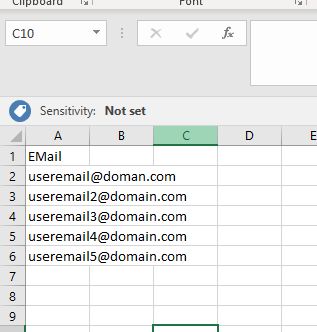 Clipboard
Font
C10
fx
Sensitivity: Not set
A B C D E
1 EMail
2 useremail@doman.com
3 useremail2@domain.com
4 useremail3@domain.com
5 useremail4@domain.com
6 useremail5@domain.com
7
8
9